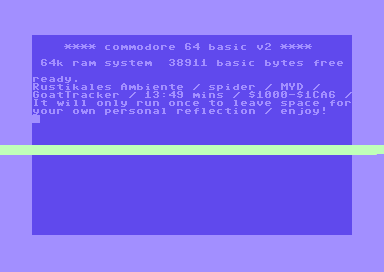 **** commodore 64 basic v2 ****
64k ram system  38911 basic bytes free
ready.
Rustikales Ambiente / spider / MYD /
GoatTracker / 13:49 mins / $1000-$1CA6 /
It will only run once to leave space for
your own personal reflection / enjoy!